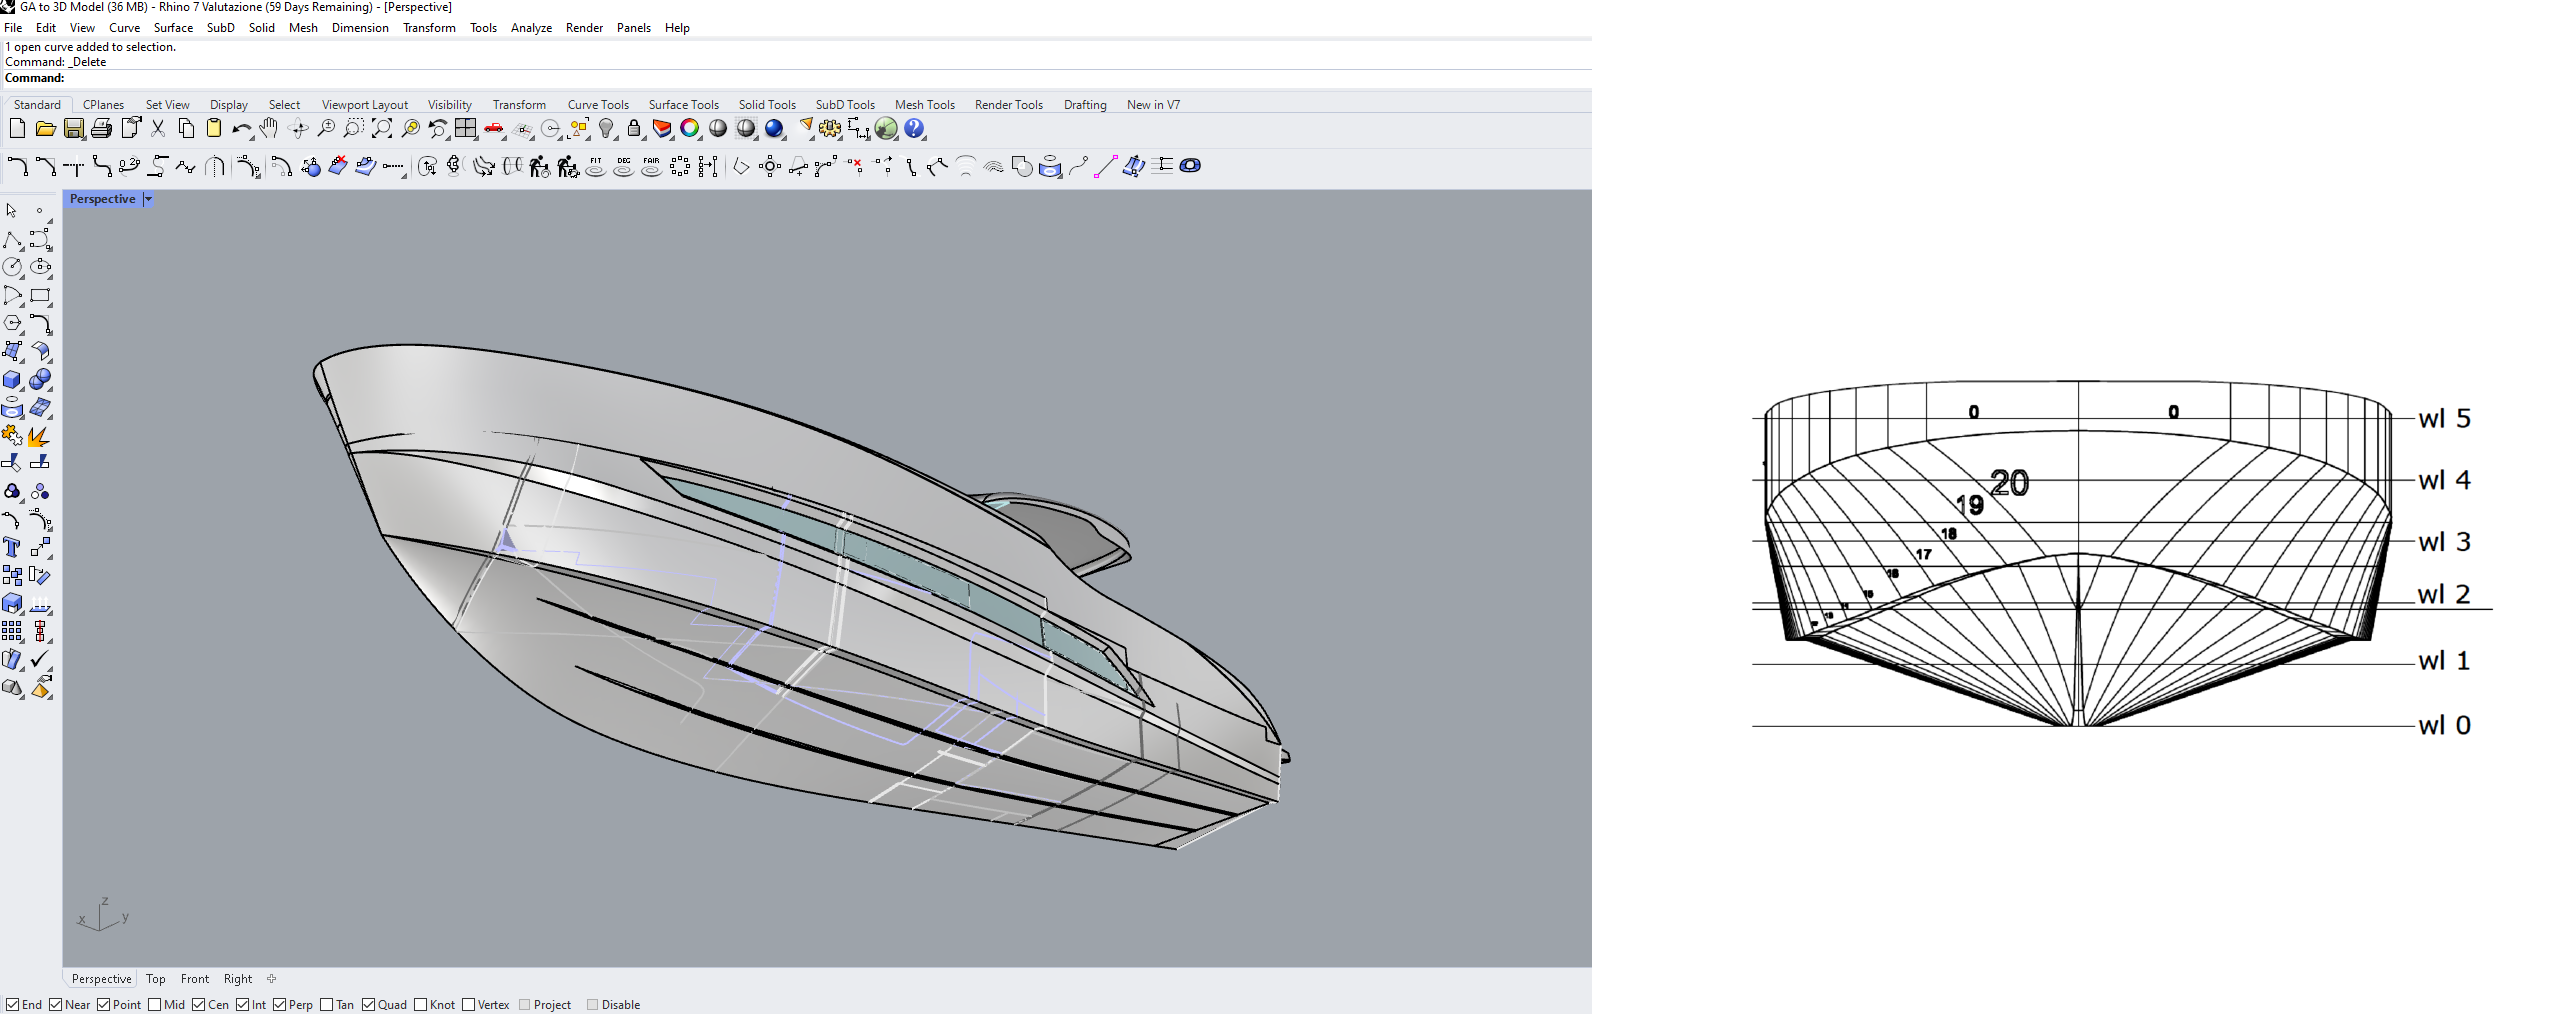 GA to 3D Model (36 MB) - Rhino 7 Valutazione (59 Days Remaining) - [Perspective]
File Edit View Curve Surface SubD Solid Mesh Dimension Transform Tools Analyze Render Panels Help
1 open curve added to selection.
Command: _Delete
Command:
Standard CPlanes Set View Display Select Viewport Layout Visibility Transform Curve Tools Surface Tools Solid Tools SubD Tools Mesh Tools Render Tools Drafting New in V7
FIT DEG FAIR
Perspective
z
x y
Perspective Top Front Right
End Near Point Mid Cen Int Perp Tan Quad Knot Vertex Project Disable
0 0
wl 5
20
wl 4
19
18
wl 3
17
16
wl 2
15
wl 1
wl 0